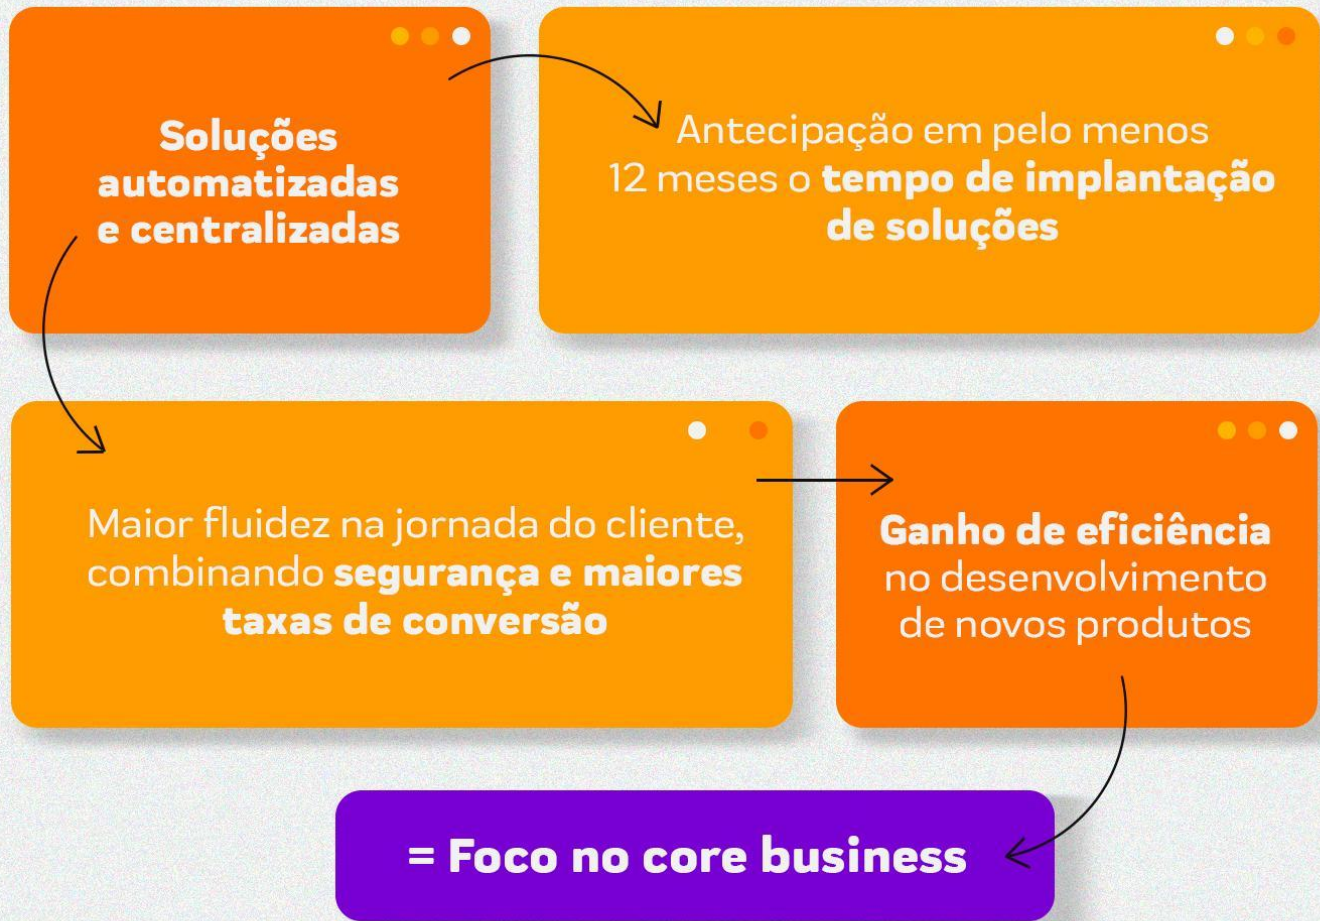 Soluções
automatizadas
e centralizadas
Antecipação em pelo menos
12 meses o tempo de implantação
de soluções
Maior fluidez na jornada do cliente,
combinando segurança e maiores
taxas de conversão
Ganho de eficiência
no desenvolvimento
de novos produtos
= Foco no core business